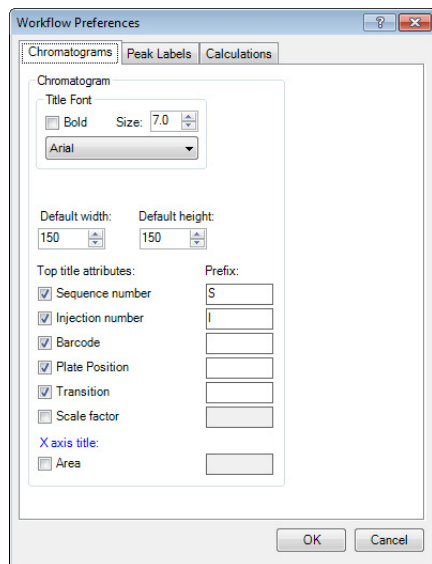 Workflow Preferences
Chromatograms Peak Labels Calculations
Chromatogram
Title Font
Bold Size: 7.0
Arial
Default width: Default height:
150 150
Top title attributes: Prefix:
Sequence number S
Injection number I
Barcode
Plate Position
Transition
Scale factor
X axis title:
Area
OK Cancel